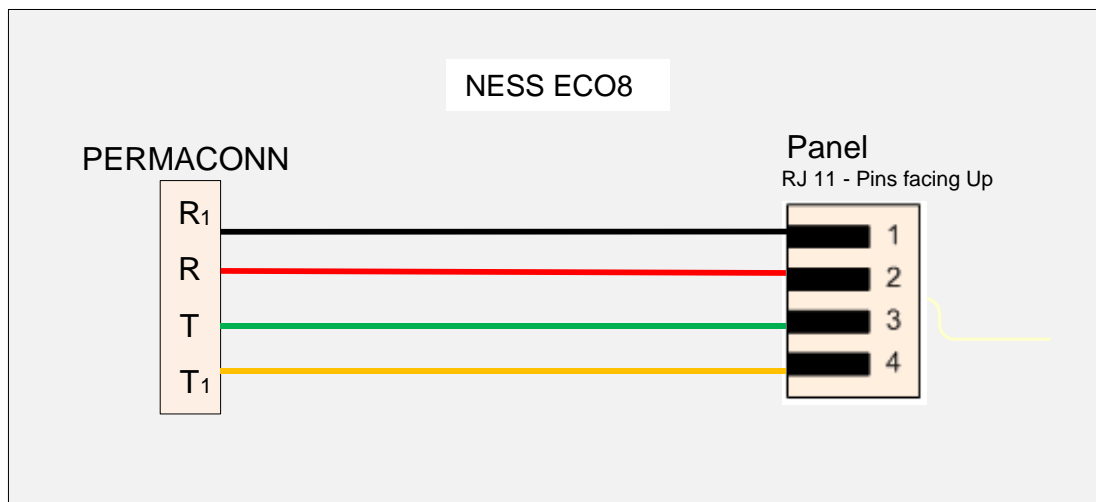 NESS ECO8
PERMACONN
Panel
RJ 11 - Pins facing Up
R1
R
T
T1
1
2
3
4